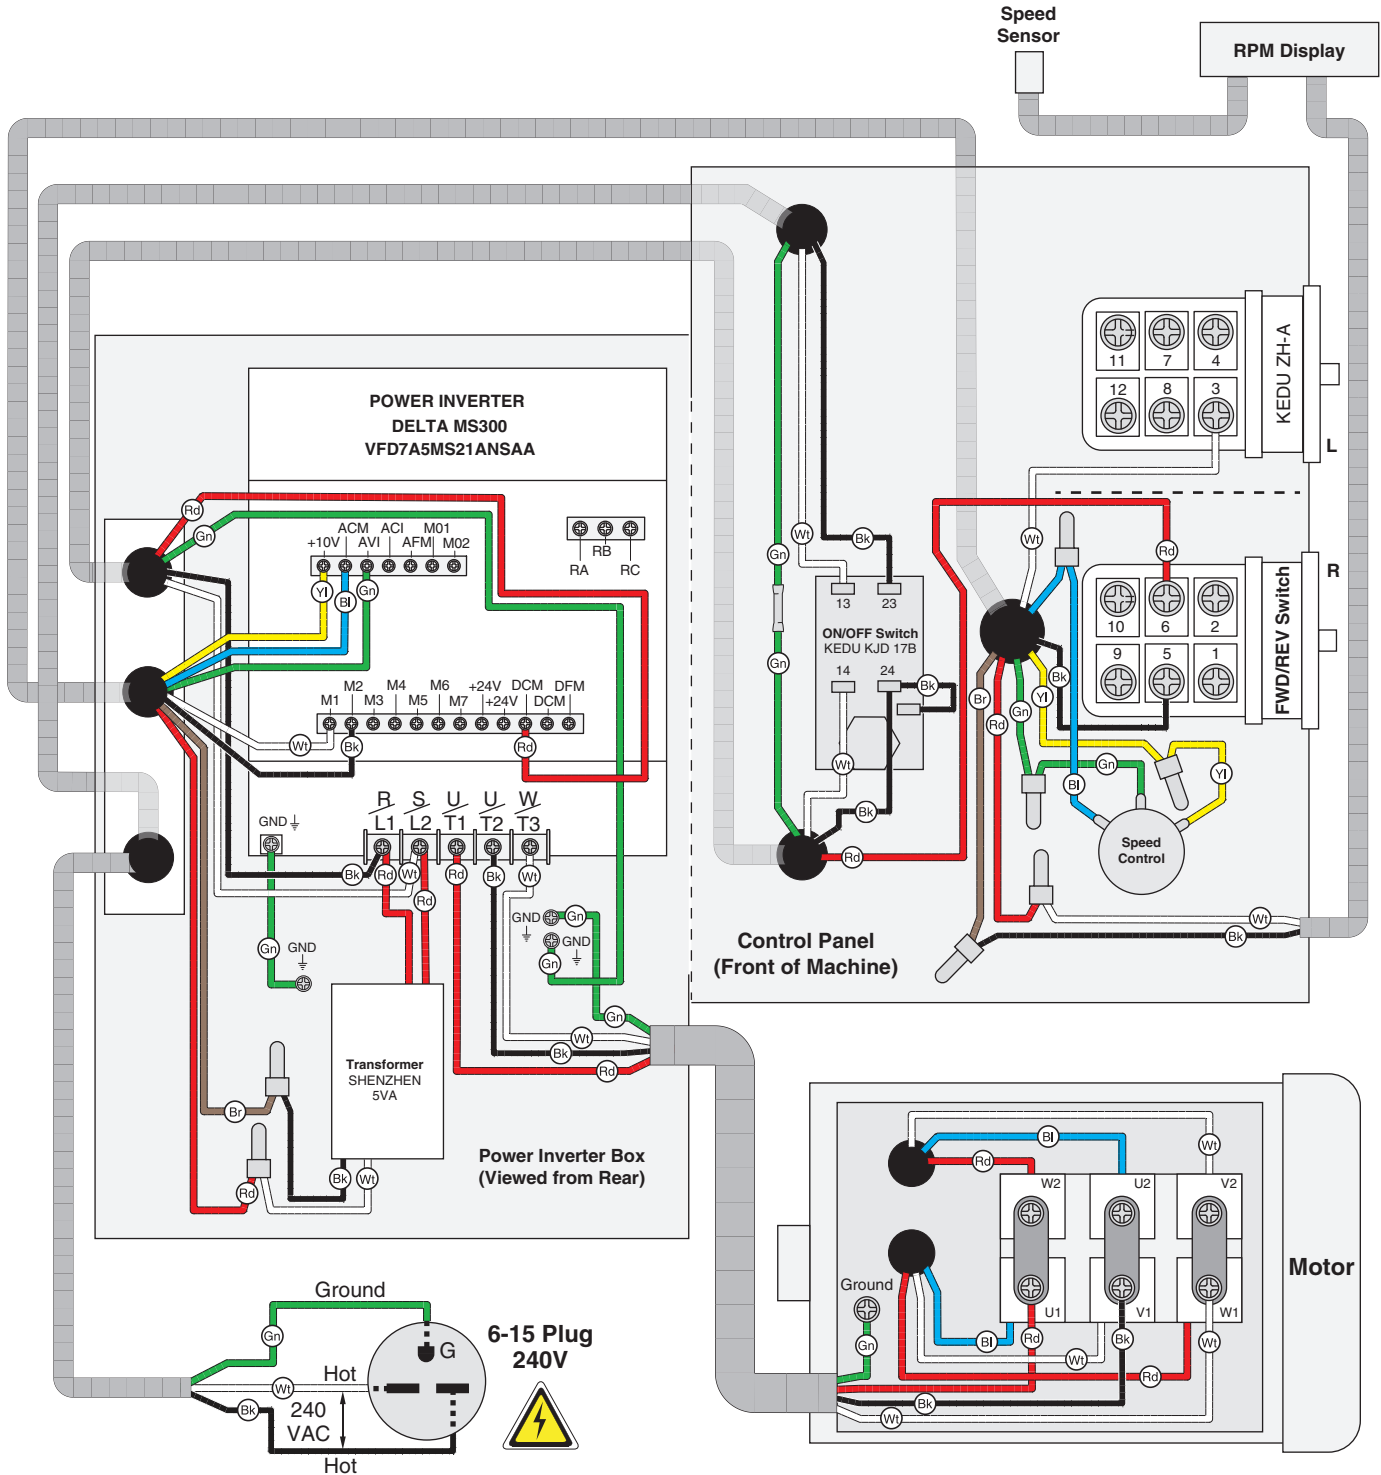 Speed
Sensor
RPM Display
POWER INVERTER
DELTA MS300
VFD7A5MS21ANSAA
11
7
4
12
8
3
KEDU ZH-A
L
Rd
Gn
ACM
ACI
M01
+10V
AVI
AFM
M02
RA
RB
RC
Yl
Bl
Gn
Wt
Bk
Gn
13
23
ON/OFF Switch
KEDU KJD 17B
14
24
Gn
Bk
Wt
Bk
Rd
Wt
Rd
R
10
6
2
9
5
1
FWD/REV Switch
Bk
Br
Rd
Gn
Yl
Bl
Gn
Yl
Speed
Control
Wt
Bk
Control Panel
(Front of Machine)
M1
M2
M3
M4
M5
M6
M7
+24V
+24V
DCM
DCM
DFM
Wt
Bk
Rd
R/L1
S/L2
U/T1
U/T2
W/T3
GND
Bk
Rd
Wt
Rd
Rd
Bk
Wt
GND
Gn
GND
Gn
Gn
GND
Gn
Wt
Bk
Rd
Transformer
SHENZHEN
5VA
Br
Rd
Bk
Wt
Power Inverter Box
(Viewed from Rear)
Wt
Bl
Rd
W2
U2
V2
U1
V1
W1
Motor
Ground
Gn
Bl
Rd
Wt
Bk
Rd
Wt
Bk
Wt
Ground
Gn
G
6-15 Plug
240V
Hot
Wt
Bk
240
VAC
Hot